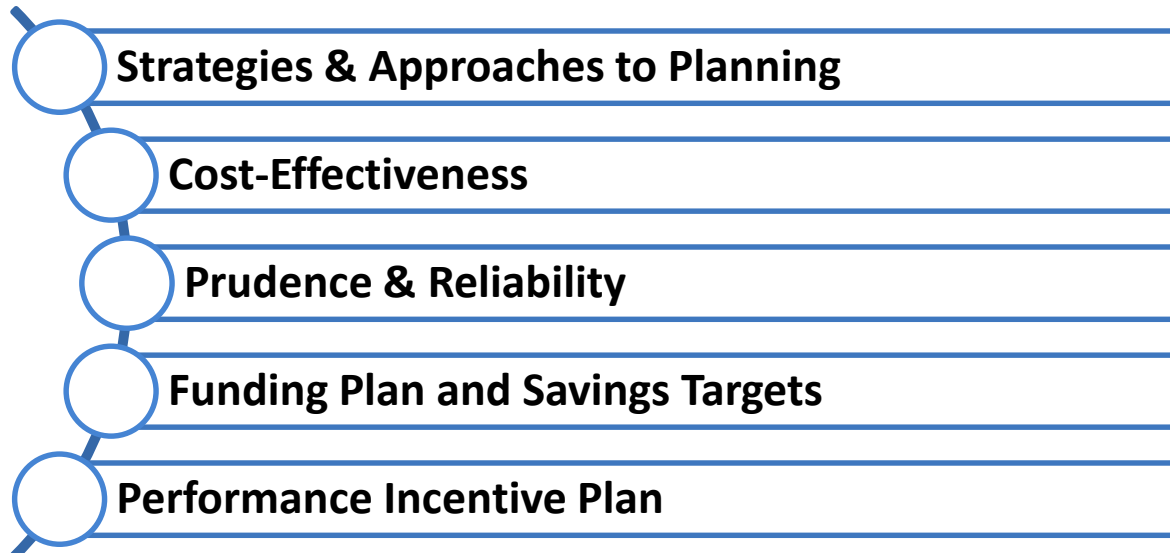 Strategies & Approaches to Planning
Cost-Effectiveness
Prudence & Reliability
Funding Plan and Savings Targets
Performance Incentive Plan